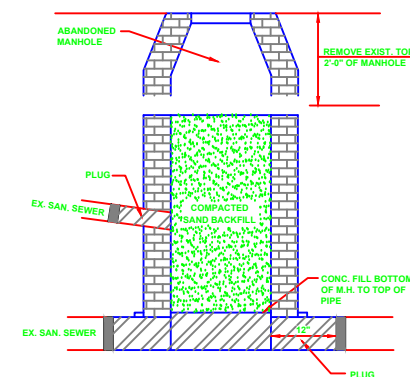 ABANDONED
MANHOLE
REMOVE EXIST. TOP
2'-0" OF MANHOLE
PLUG
EX. SAN. SEWER
COMPACTED
SAND BACKFILL
CONC. FILL BOTTOM
OF M.H. TO TOP OF
PIPE
EX. SAN. SEWER
12"
PLUG